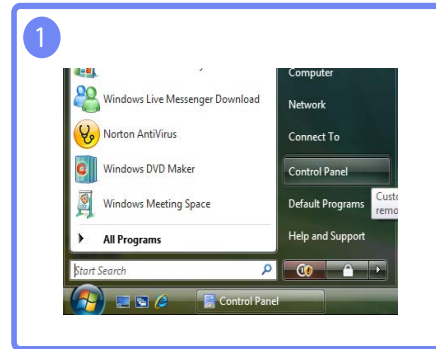 1
Computer
Windows Live Messenger Download
Network
Norton AntiVirus
Connect To
Windows DVD Maker
Control Panel
Windows Meeting Space
Default Programs
All Programs
Help and Support
Start Search
Control Panel